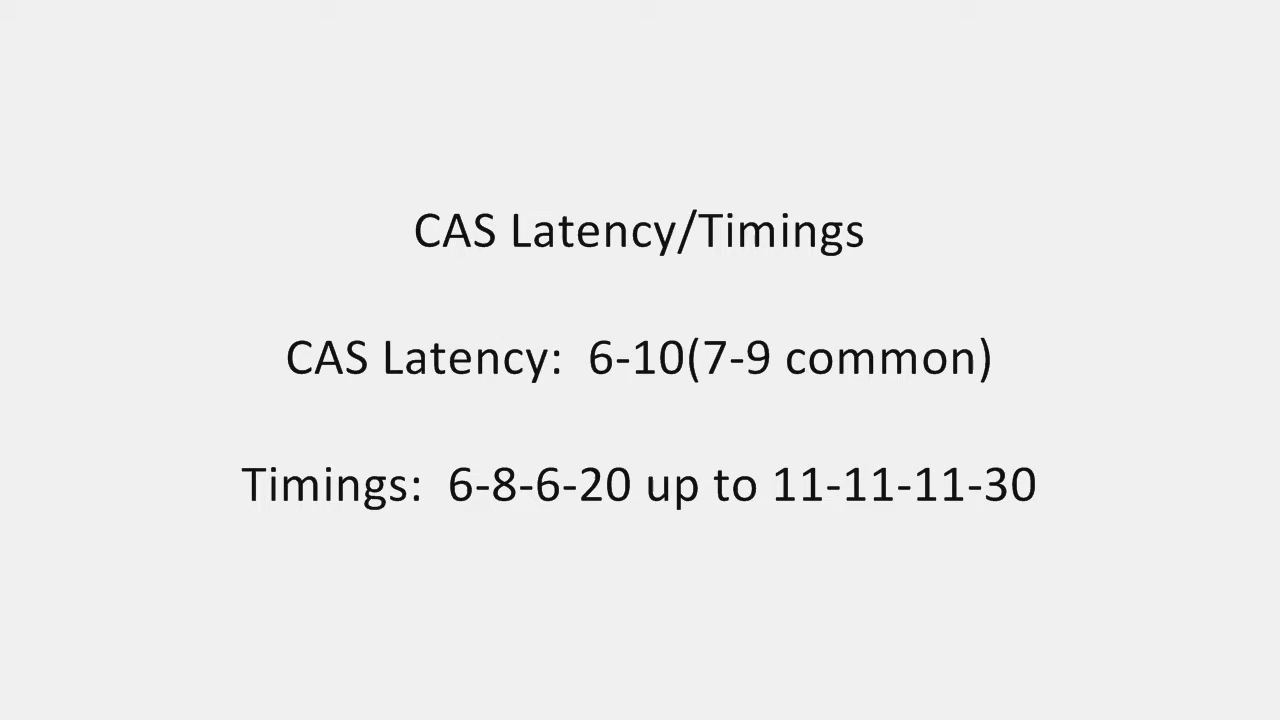 CAS Latency/Timings
CAS Latency:  6-10(7-9 common)
Timings:  6-8-6-20 up to 11-11-11-30